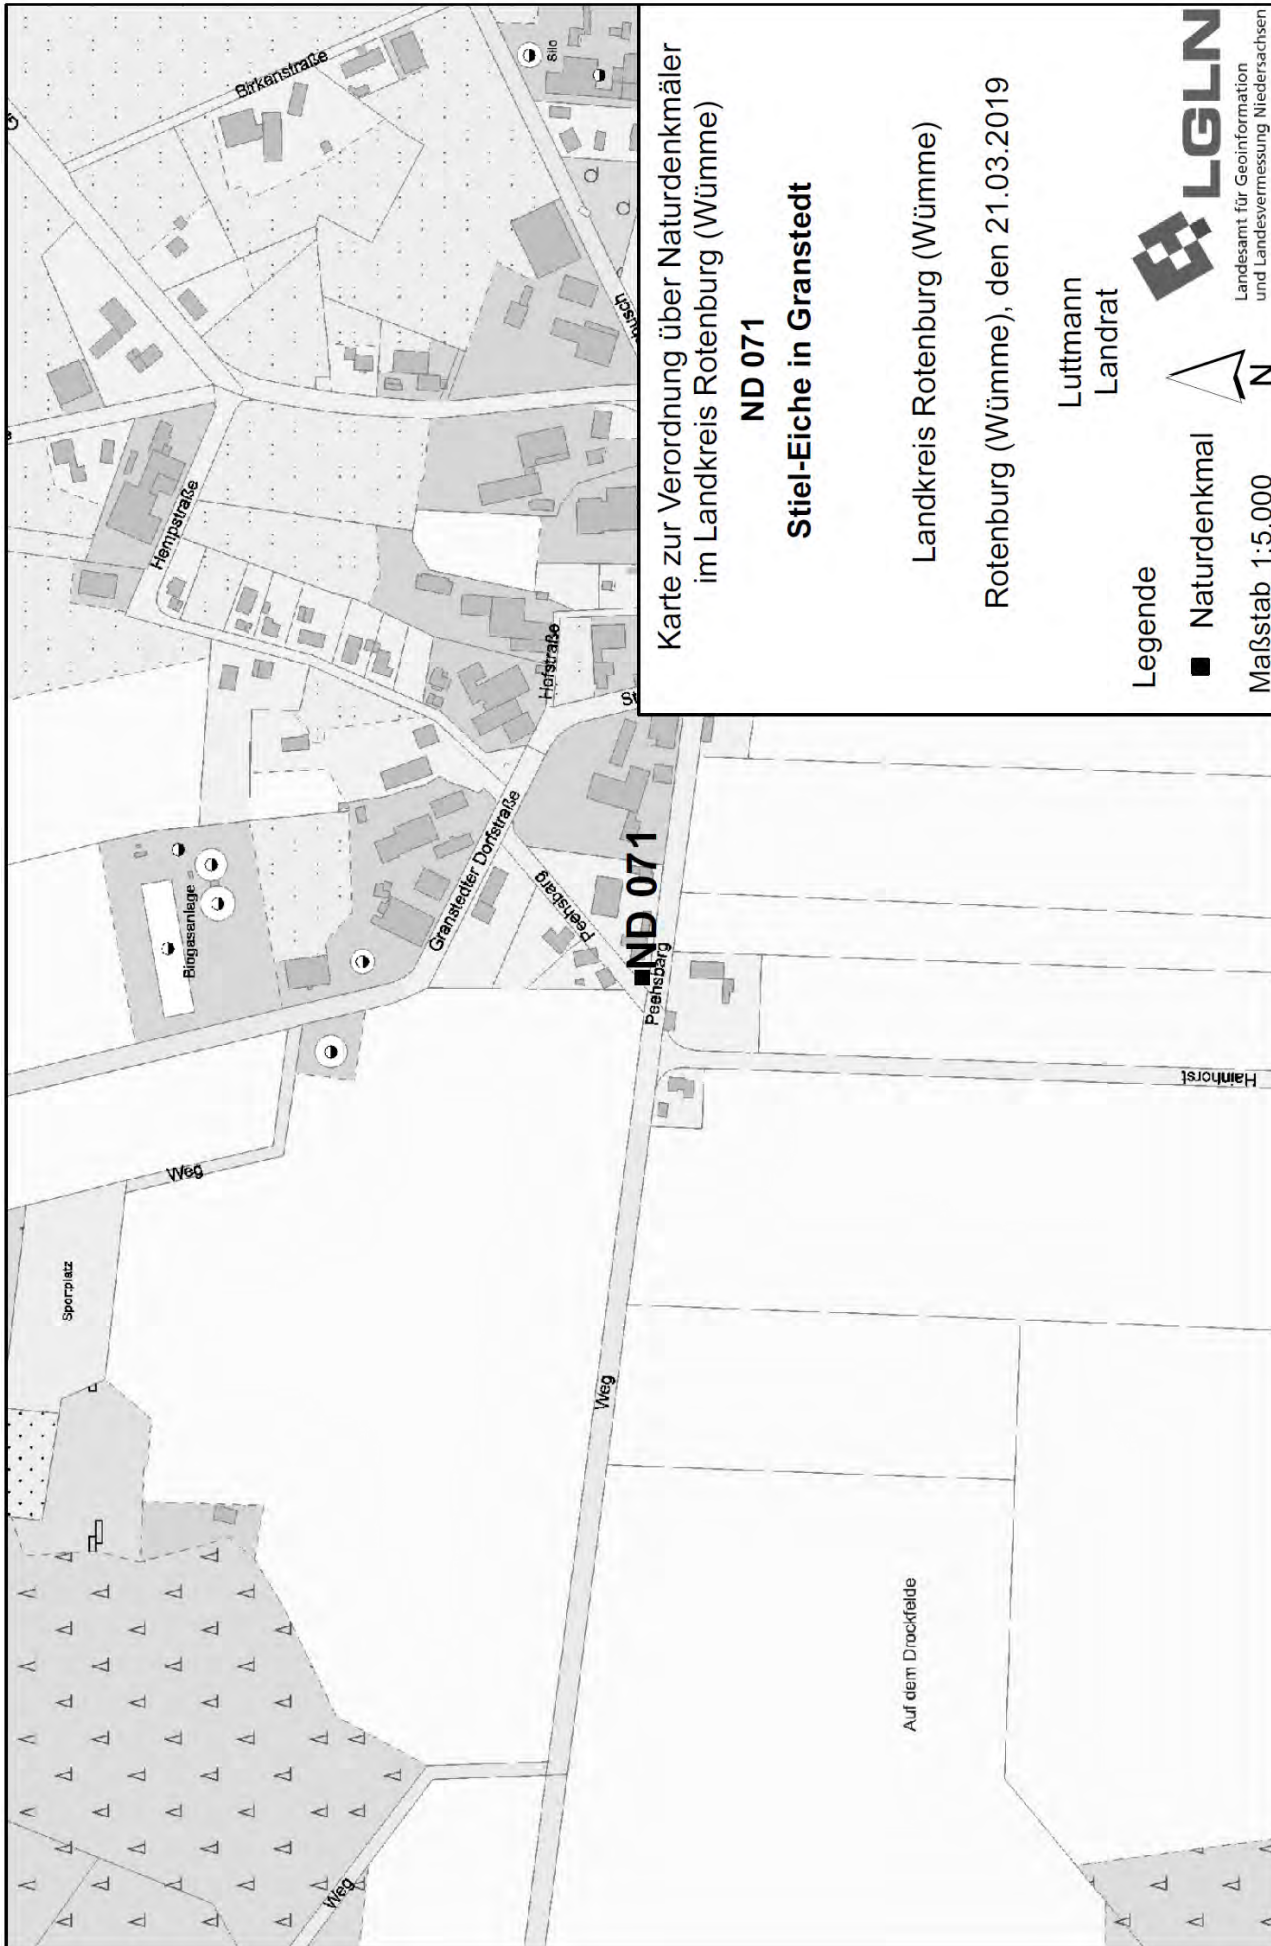 Karte zur Verordnung über Naturdenkmäler
im Landkreis Rotenburg (Wümme)
ND 071
Stiel-Eiche in Granstedt
Landkreis Rotenburg (Wümme)
Rotenburg (Wümme), den 21.03.2019
Luttmann
Landrat
Legende
Naturdenkmal
N
Maßstab 1:5.000
LGLN
Landesamt für Geoinformation
und Landesvermessung Niedersachsen
Birkenstraße
Silo
Hempstraße
Hofstraße
Granstedter Dorfstraße
Peehsbarg
ND 071
Peehsbarg
Biogasanlage
Hainhorst
Weg
Sportplatz
Weg
Weg
Auf dem Drockfelde